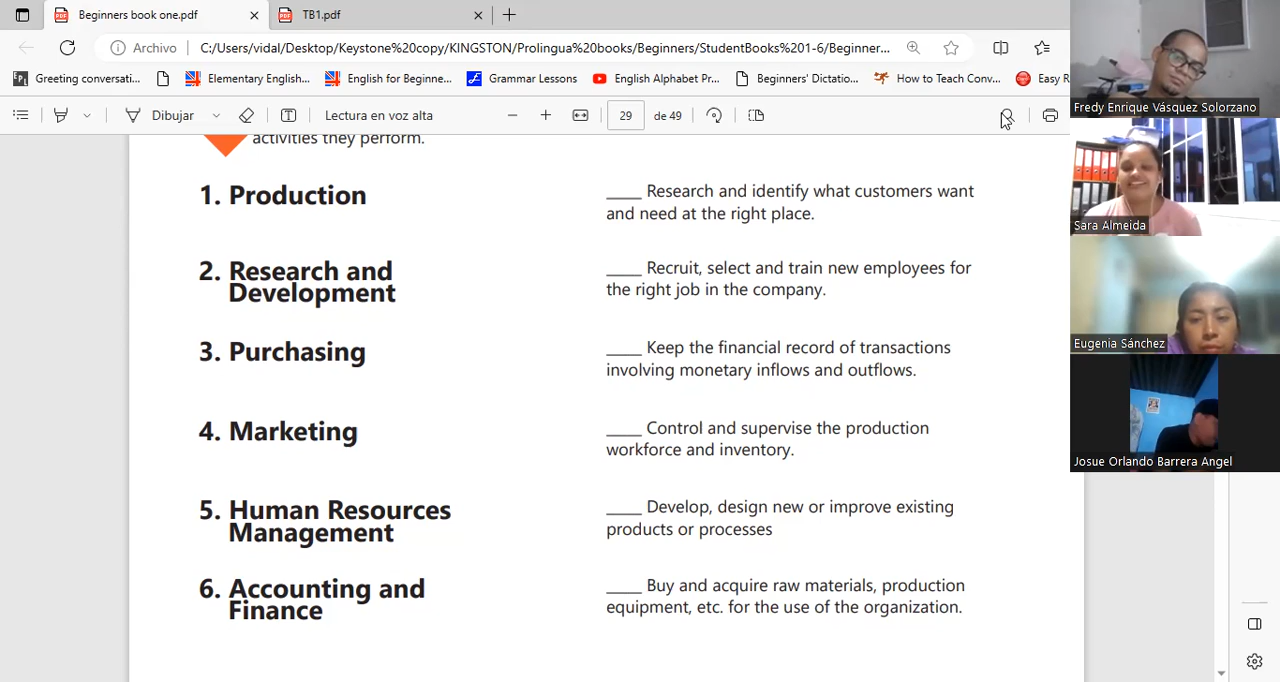 Beginners book one.pdf
TB1.pdf
Archivo
C:/Users/vidal/Desktop/Keystone%20copy/KINGSTON/Prolingua%20books/Beginners/StudentBooks%201-6/Beginner...
Greeting conversati...
Elementary English...
English for Beginne...
Grammar Lessons
English Alphabet Pr...
Beginners' Dictatio...
How to Teach Conv...
Easy R
Dibujar
Lectura en voz alta
29
de 49
activities they perform.
1. Production
____ Research and identify what customers want
and need at the right place.
2. Research and
Development
____ Recruit, select and train new employees for
the right job in the company.
3. Purchasing
____ Keep the financial record of transactions
involving monetary inflows and outflows.
4. Marketing
____ Control and supervise the production
workforce and inventory.
5. Human Resources
Management
____ Develop, design new or improve existing
products or processes
6. Accounting and
Finance
____ Buy and acquire raw materials, production
equipment, etc. for the use of the organization.
Fredy Enrique Vásquez Solorzano
Sara Almeida
Eugenia Sánchez
Josue Orlando Barrera Angel